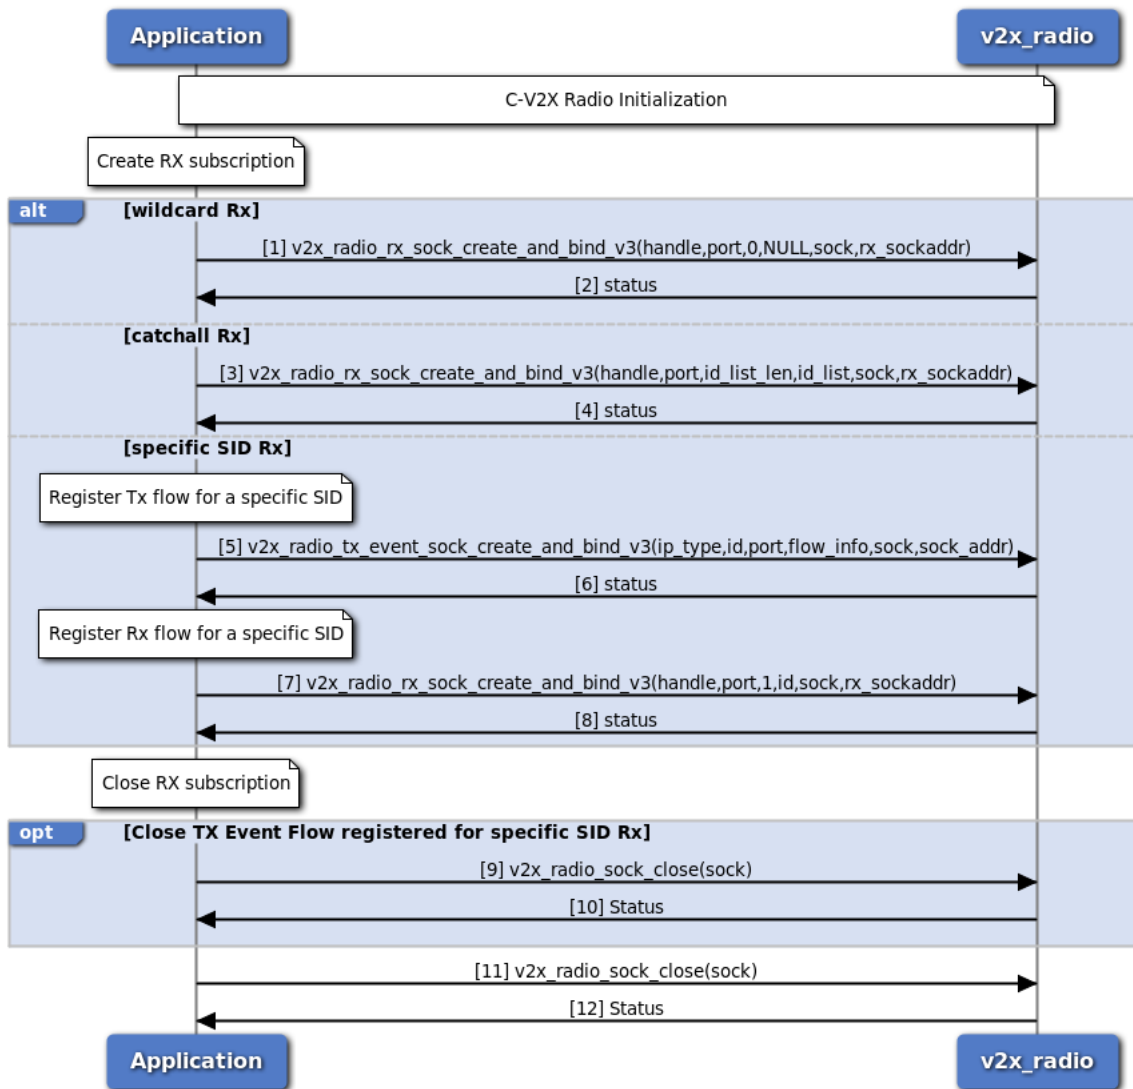 Application
v2x_radio
C-V2X Radio Initialization
Create RX subscription
alt
[wildcard Rx]
[1] v2x_radio_rx_sock_create_and_bind_v3(handle,port,0,NULL,sock,rx_sockaddr)
[2] status
[catchall Rx]
[3] v2x_radio_rx_sock_create_and_bind_v3(handle,port,id_list_len,id_list,sock,rx_sockaddr)
[4] status
[specific SID Rx]
Register Tx flow for a specific SID
[5] v2x_radio_tx_event_sock_create_and_bind_v3(ip_type,id,port,flow_info,sock,sock_addr)
[6] status
Register Rx flow for a specific SID
[7] v2x_radio_rx_sock_create_and_bind_v3(handle,port,1,id,sock,rx_sockaddr)
[8] status
Close RX subscription
opt
[Close TX Event Flow registered for specific SID Rx]
[9] v2x_radio_sock_close(sock)
[10] Status
[11] v2x_radio_sock_close(sock)
[12] Status
Application
v2x_radio